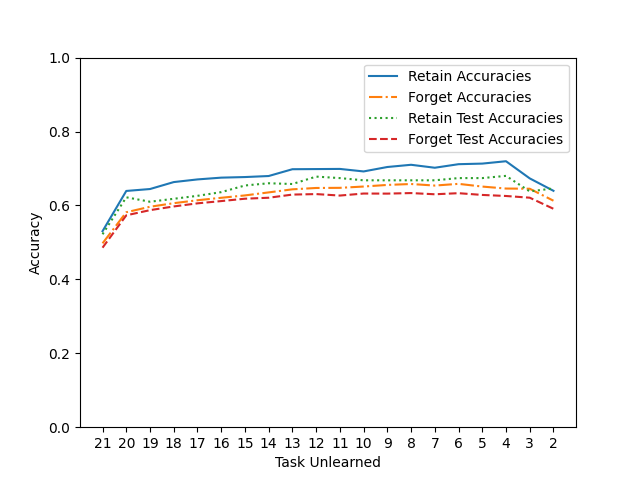 1.0
0.8
0.6
0.4
0.2
0.0
Accuracy
Retain Accuracies
Forget Accuracies
Retain Test Accuracies
Forget Test Accuracies
21 20 19 18 17 16 15 14 13 12 11 10 9 8 7 6 5 4 3 2
Task Unlearned